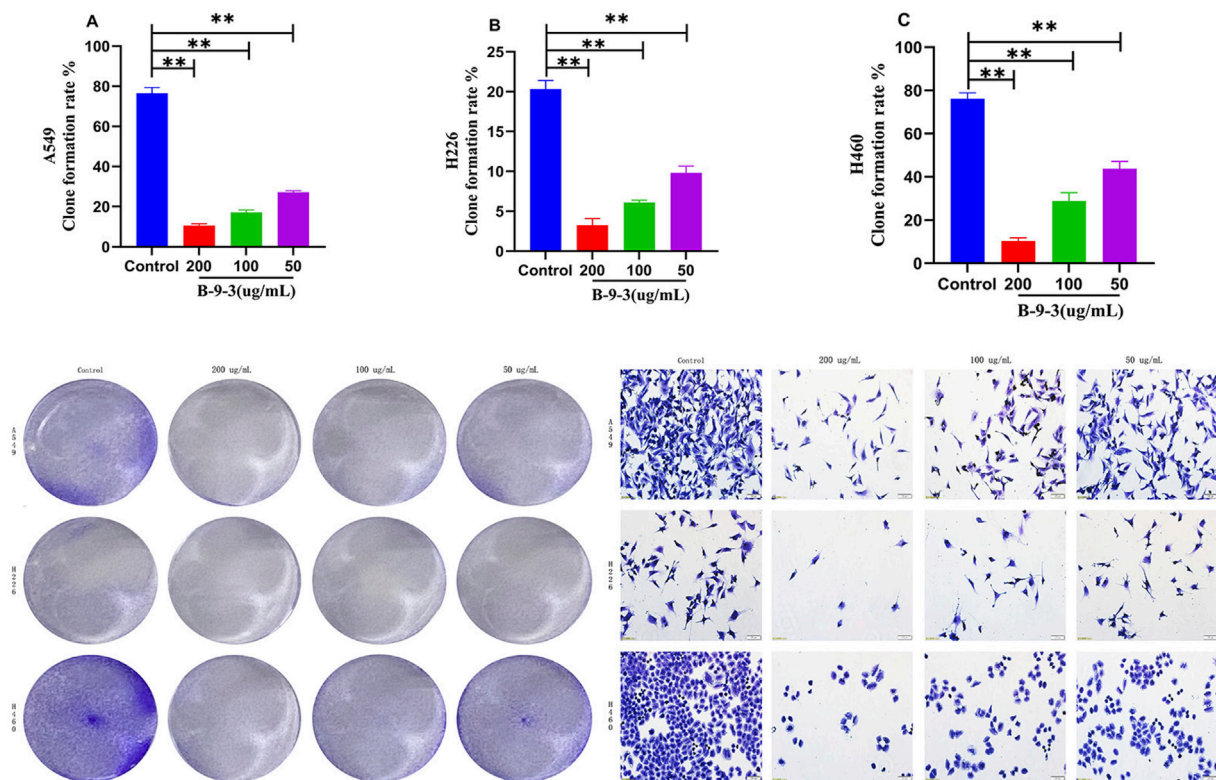 A
**
**
**
A549
Clone formation rate %
100
80
60
40
20
0
Control
200
100
50
B-9-3(ug/mL)
B
**
**
**
H226
Clone formation rate %
25
20
15
10
5
0
Control
200
100
50
B-9-3(ug/mL)
C
**
**
**
H460
Clone formation rate %
100
80
60
40
20
0
Control
200
100
50
B-9-3(ug/mL)
Control
200 ug/mL
100 ug/mL
50 ug/mL
A549
H226
H460
Control
200 ug/mL
100 ug/mL
50 ug/mL
A549
H226
H460